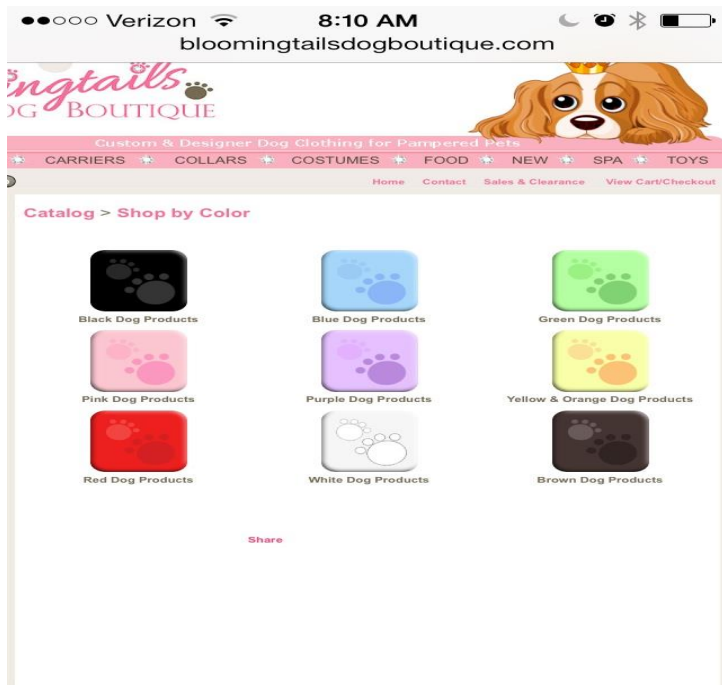 Verizon 8:10 AM
bloomingtailsdogboutique.com
ngtails
OG BOUTIQUE
Custom & Designer Dog Clothing for Pampered Pets
CARRIERS COLLARS COSTUMES FOOD NEW SPA TOYS
Home Contact Sales & Clearance View Cart/Checkout
Catalog > Shop by Color
Black Dog Products Blue Dog Products Green Dog Products
Pink Dog Products Purple Dog Products Yellow & Orange Dog Products
Red Dog Products White Dog Products Brown Dog Products
Share